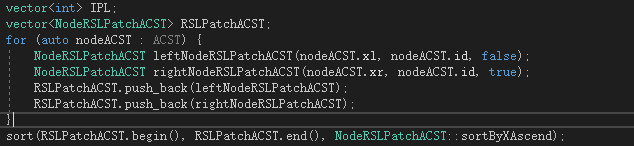 vector<int> IPL;
vector<NodeRSLPatchACST> RSLPatchACST;
for (auto nodeACST : ACST) {
NodeRSLPatchACST leftNodeRSLPatchACST(nodeACST.xl, nodeACST.id, false);
NodeRSLPatchACST rightNodeRSLPatchACST(nodeACST.xr, nodeACST.id, true);
RSLPatchACST.push_back(leftNodeRSLPatchACST);
RSLPatchACST.push_back(rightNodeRSLPatchACST);
}
sort(RSLPatchACST.begin(), RSLPatchACST.end(), NodeRSLPatchACST::sortByXAscend);